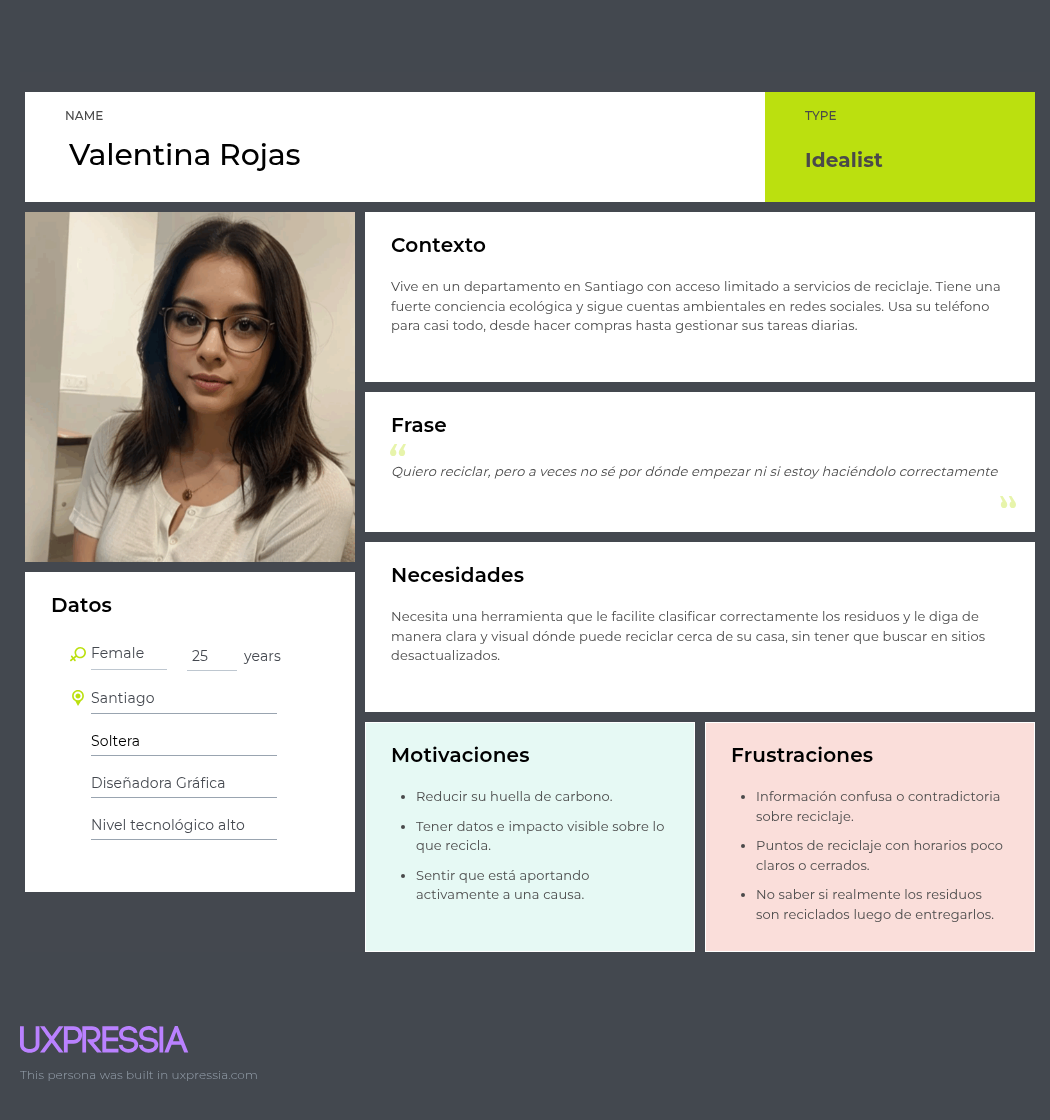 NAME
Valentina Rojas
TYPE
Idealist
Contexto
Vive en un departamento en Santiago con acceso limitado a servicios de reciclaje. Tiene una
fuerte conciencia ecológica y sigue cuentas ambientales en redes sociales. Usa su teléfono
para casi todo, desde hacer compras hasta gestionar sus tareas diarias.
Frase
“
Quiero reciclar, pero a veces no sé por dónde empezar ni si estoy haciéndolo correctamente
”
Necesidades
Necesita una herramienta que le facilite clasificar correctamente los residuos y le diga de
manera clara y visual dónde puede reciclar cerca de su casa, sin tener que buscar en sitios
desactualizados.
Datos
Female 25 years
Santiago
Soltera
Diseñadora Gráfica
Nivel tecnológico alto
Motivaciones
• Reducir su huella de carbono.
• Tener datos e impacto visible sobre lo
que recicla.
• Sentir que está aportando
activamente a una causa.
Frustraciones
• Información confusa o contradictoria
sobre reciclaje.
• Puntos de reciclaje con horarios poco
claros o cerrados.
• No saber si realmente los residuos
son reciclados luego de entregarlos.
UXPRESSIA
This persona was built in uxpressia.com